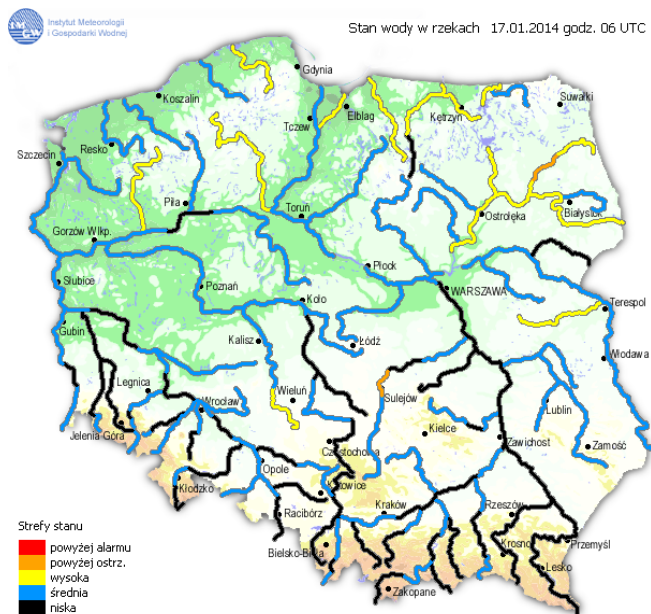 Instytut Meteorologii
i Gospodarki Wodnej
Stan wody w rzekach 17.01.2014 godz. 06 UTC
Gdynia
Koszalin
Suwałki
Elbląg
Kętrzyn
Tczew
Resko
Szczecin
Piła
Toruń
Ostrołęka
Białystok
Gorzów Wlkp.
Płock
Słubice
Poznań
WARSZAWA
Koło
Terespol
Gubin
Kalisz
Łódź
Włodawa
Legnica
Wieluń
Sulejów
Wrocław
Lublin
Jelenia Góra
Kielce
Zawichost
Zamość
Częstochowa
Opole
Kłodzko
Katowice
Racibórz
Kraków
Rzeszów
Bielsko-Biała
Krosno
Przemyśl
Lesko
Zakopane
Strefy stanu
powyżej alarmu
powyżej ostrz.
wysoka
średnia
niska